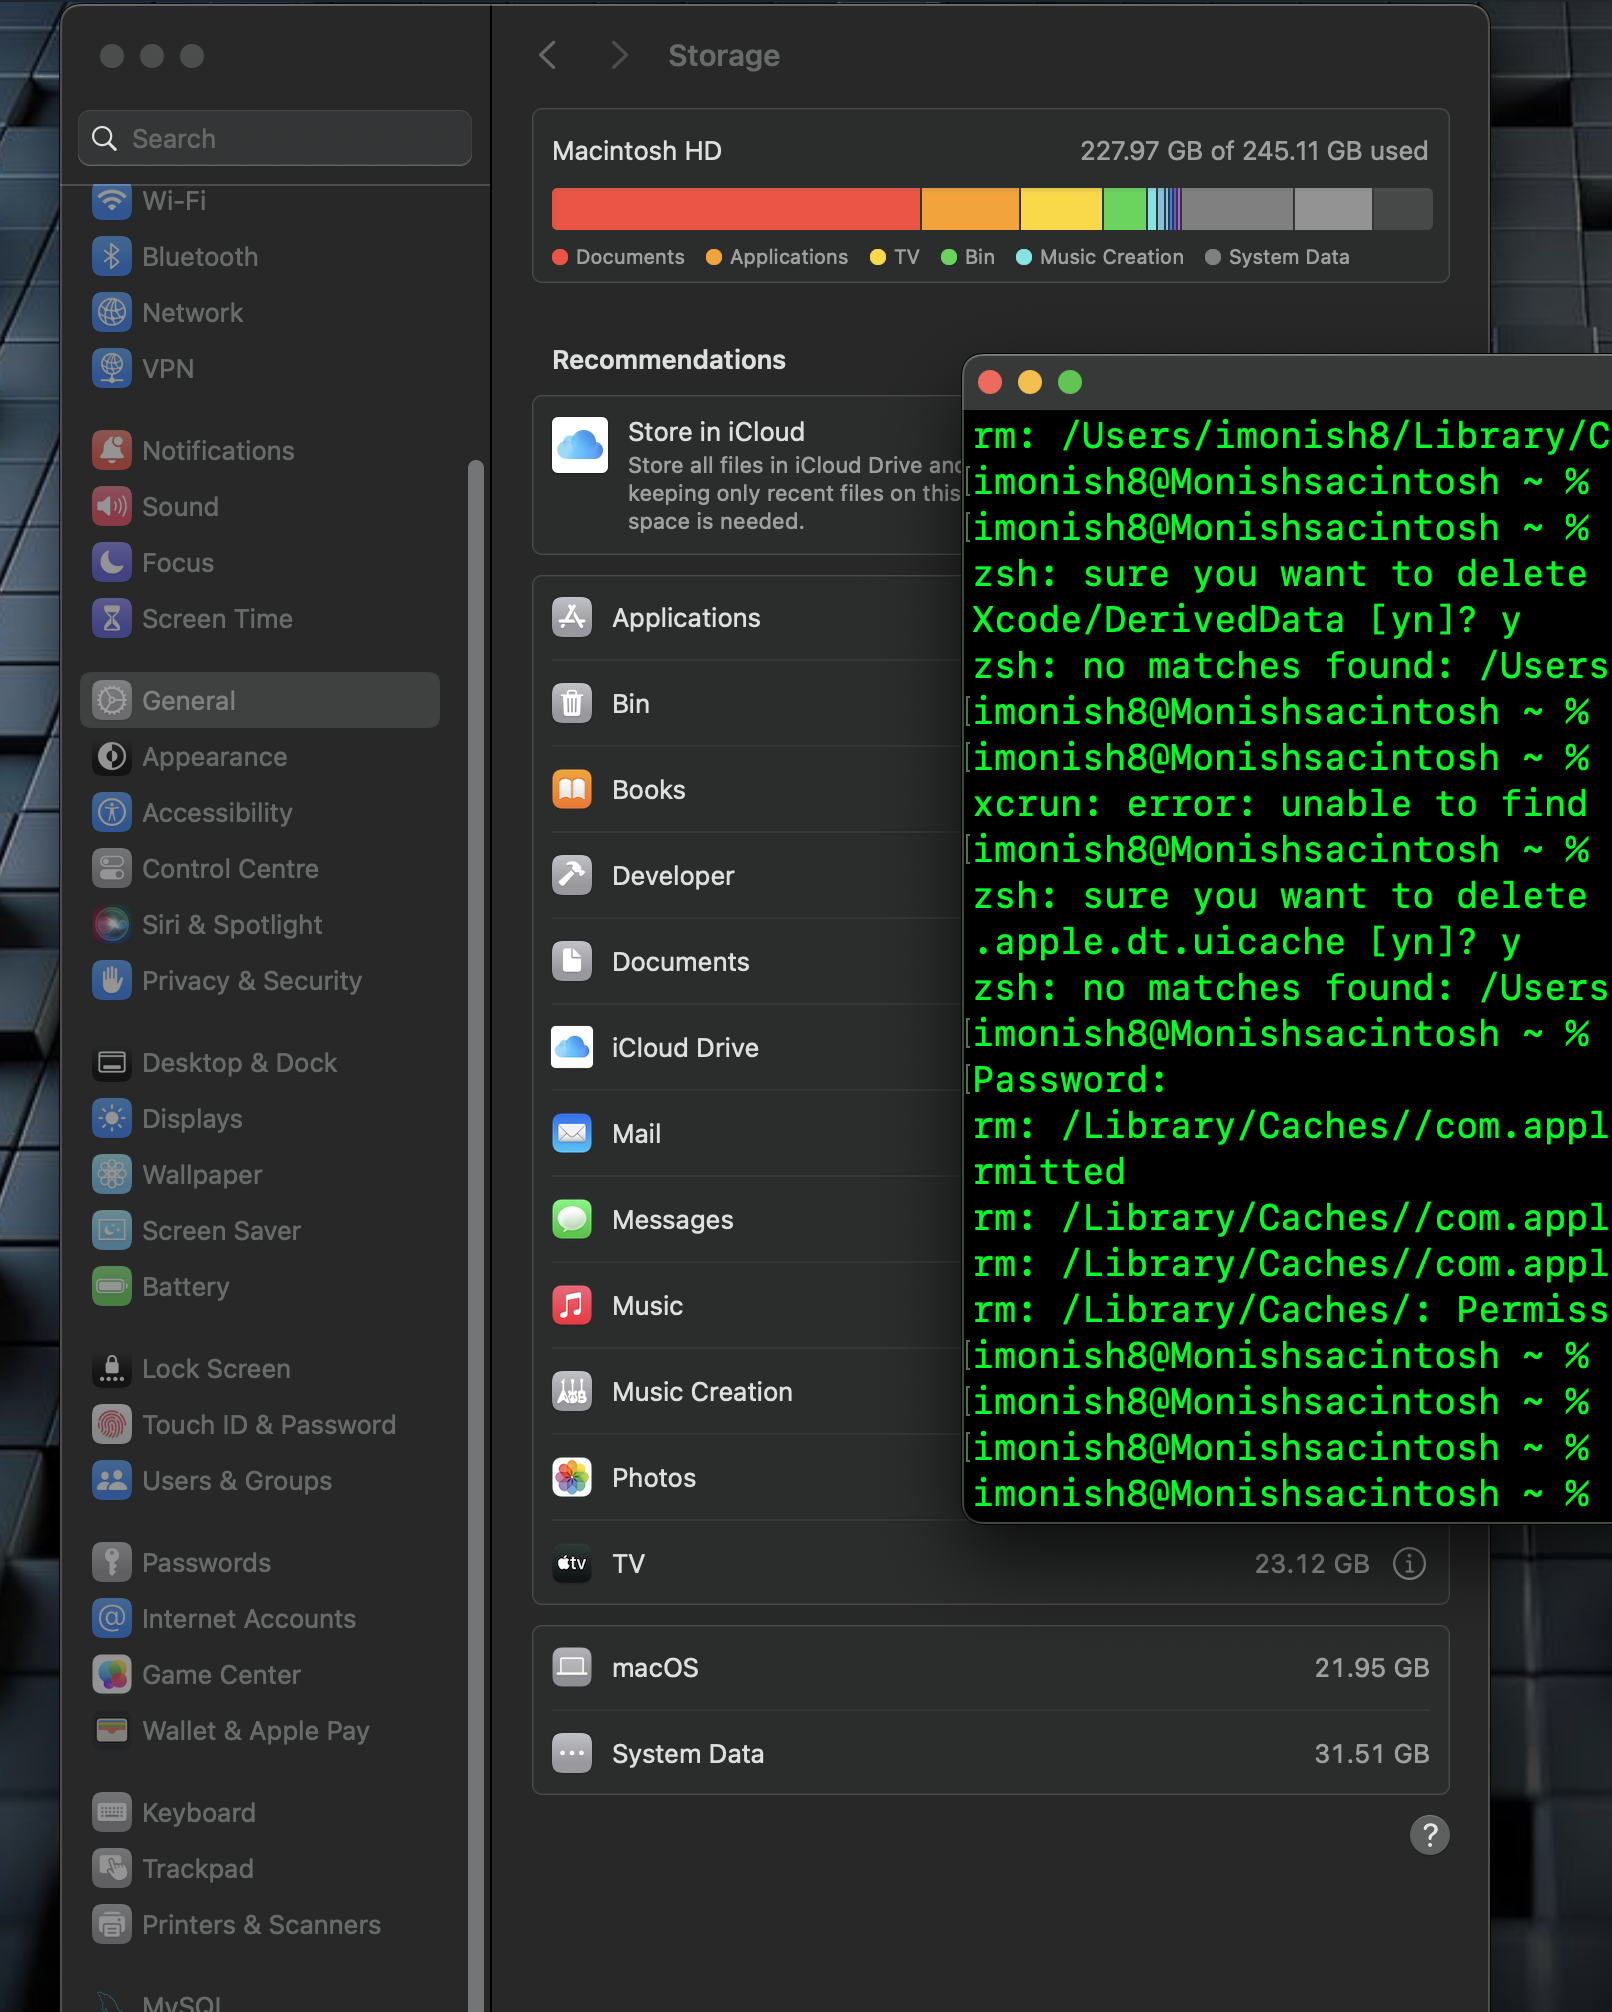 Search
Wi-Fi
Bluetooth
Network
VPN
Notifications
Sound
Focus
Screen Time
General
Appearance
Accessibility
Control Centre
Siri & Spotlight
Privacy & Security
Desktop & Dock
Displays
Wallpaper
Screen Saver
Battery
Lock Screen
Touch ID & Password
Users & Groups
Passwords
Internet Accounts
Game Center
Wallet & Apple Pay
Keyboard
Trackpad
Printers & Scanners
MySQL
Storage
Macintosh HD 227.97 GB of 245.11 GB used
Documents Applications TV Bin Music Creation System Data
Recommendations
Store in iCloud
Store all files in iCloud Drive and
keeping only recent files on this
space is needed.
Applications
Bin
Books
Developer
Documents
iCloud Drive
Mail
Messages
Music
Music Creation
Photos
tv TV 23.12 GB
macOS 21.95 GB
System Data 31.51 GB
?
rm: /Users/imonish8/Library/C
imonish8@Monishsacintosh ~ %
imonish8@Monishsacintosh ~ %
zsh: sure you want to delete
Xcode/DerivedData [yn]? y
zsh: no matches found: /Users
imonish8@Monishsacintosh ~ %
imonish8@Monishsacintosh ~ %
xcrun: error: unable to find
imonish8@Monishsacintosh ~ %
zsh: sure you want to delete
.apple.dt.uicache [yn]? y
zsh: no matches found: /Users
imonish8@Monishsacintosh ~ %
Password:
rm: /Library/Caches//com.appl
rmitted
rm: /Library/Caches//com.appl
rm: /Library/Caches//com.appl
rm: /Library/Caches/: Permiss
imonish8@Monishsacintosh ~ %
imonish8@Monishsacintosh ~ %
imonish8@Monishsacintosh ~ %
imonish8@Monishsacintosh ~ %